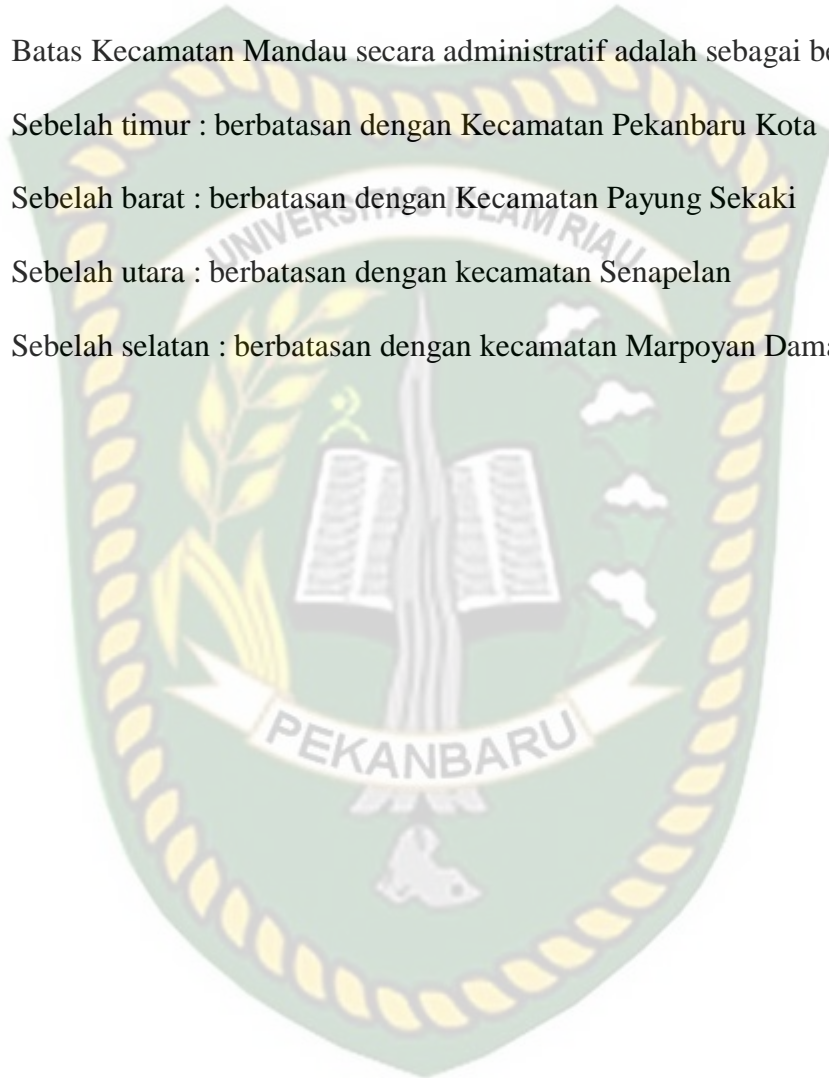 Batas Kecamatan Mandau secara administratif adalah sebagai
Sebelah timur : berbatasan dengan Kecamatan Pekanbaru Kota
Sebelah barat : berbatasan dengan Kecamatan Payung Sekaki
UNIVERSITAS ISLAM RIAU
Sebelah utara : berbatasan dengan kecamatan Senapelan
Sebelah selatan : berbatasan dengan kecamatan Marpoyan
PEKANBARU